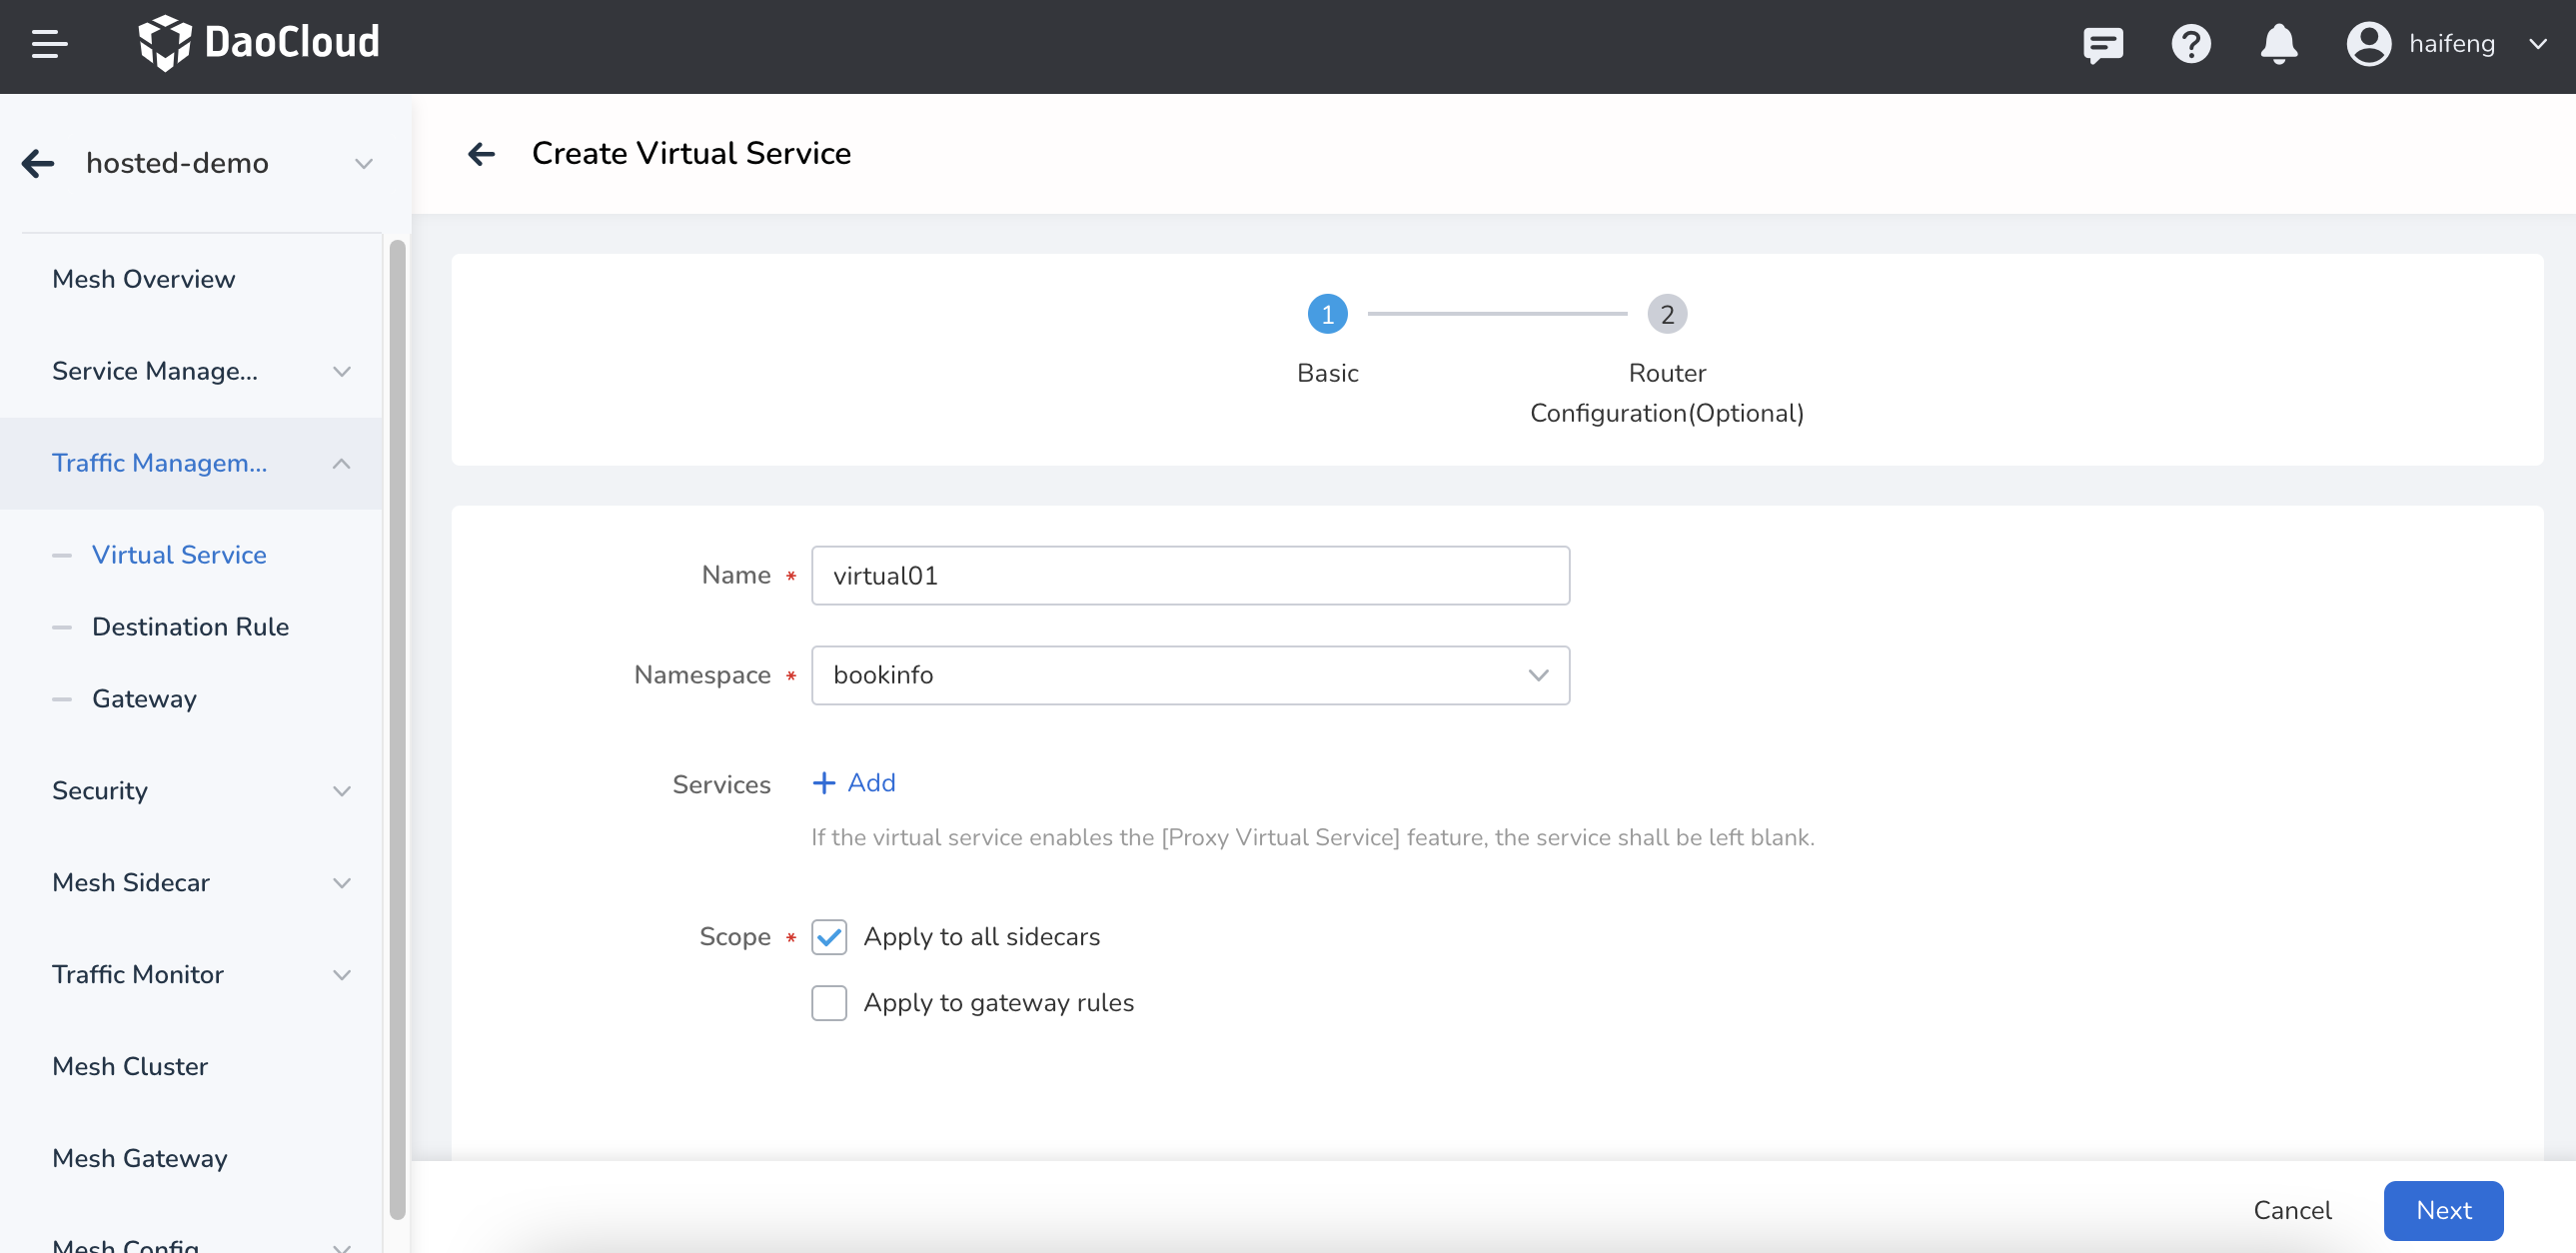 DaoCloud
haifeng
hosted-demo
Mesh Overview
Service Manage...
Traffic Managem...
Virtual Service
Destination Rule
Gateway
Security
Mesh Sidecar
Traffic Monitor
Mesh Cluster
Mesh Gateway
Mesh Config
Create Virtual Service
1
2
Basic
Router
Configuration(Optional)
Name * virtual01
Namespace * bookinfo
Services + Add
If the virtual service enables the [Proxy Virtual Service] feature, the service shall be left blank.
Scope * Apply to all sidecars
Apply to gateway rules
Cancel
Next